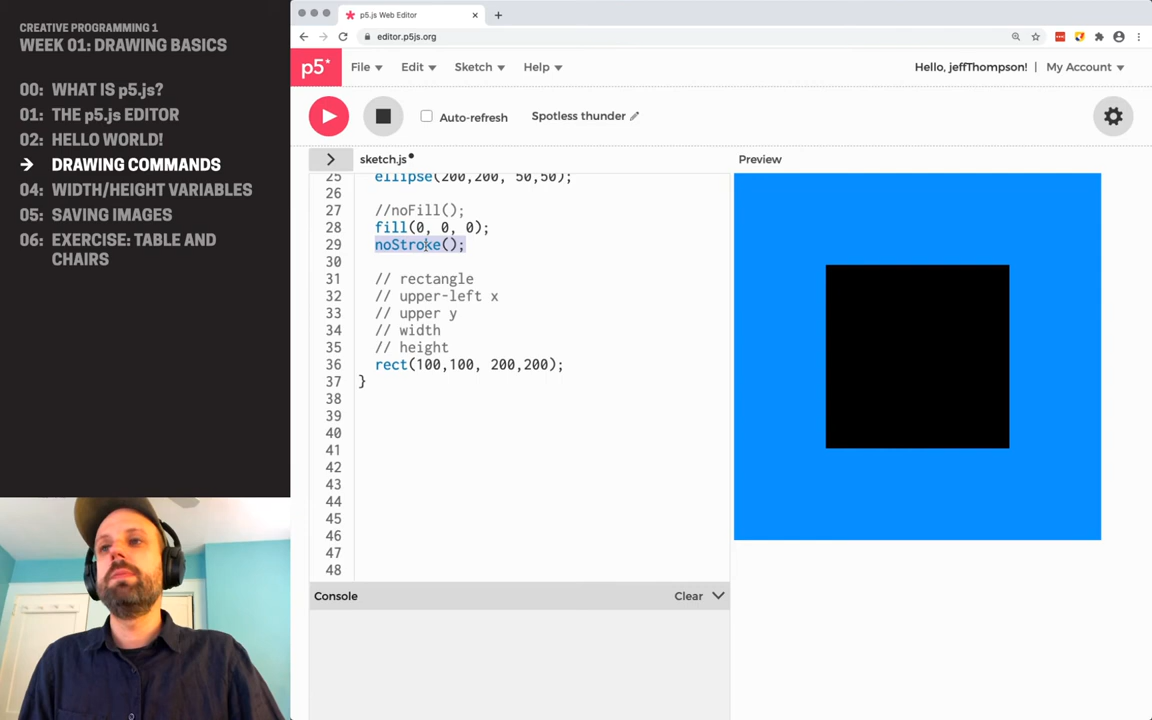 CREATIVE PROGRAMMING 1
WEEK 01: DRAWING BASICS
00: WHAT IS p5.js?
01: THE p5.js EDITOR
02: HELLO WORLD!
→ DRAWING COMMANDS
04: WIDTH/HEIGHT VARIABLES
05: SAVING IMAGES
06: EXERCISE: TABLE AND
CHAIRS
p5.js Web Editor
editor.p5js.org
p5* File Edit Sketch Help Hello, jeffThompson! | My Account
Auto-refresh Spotless thunder
sketch.js
Preview
25 ellipse(200,200, 50,50);
26
27 //noFill();
28 fill(0, 0, 0);
29 noStroke();
30
31 // rectangle
32 // upper-left x
33 // upper y
34 // width
35 // height
36 rect(100,100, 200,200);
37 }
38
39
40
41
42
43
44
45
46
47
48
Console Clear